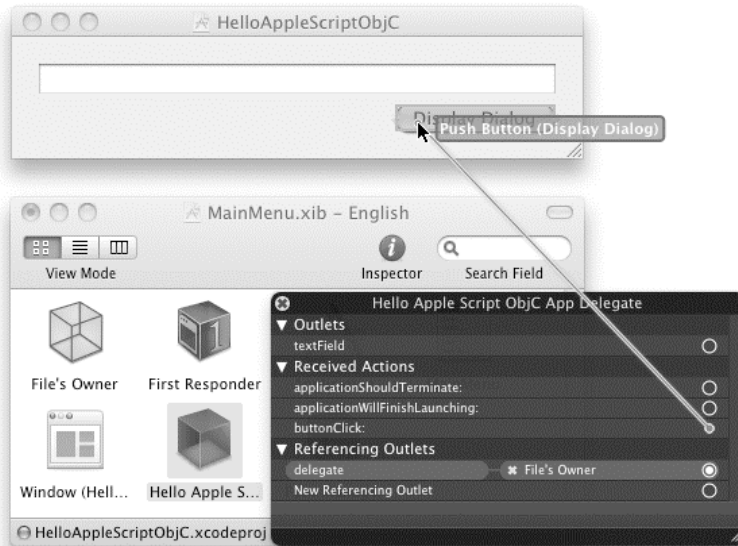 HelloAppleScriptObjC
Display Dialog
Push Button (Display Dialog)
MainMenu.xib – English
View Mode
Inspector
Search Field
File's Owner
First Responder
1
Window (Hell...
Hello Apple S...
HelloAppleScriptObjC.xcodeproj
Hello Apple Script ObjC App Delegate
Outlets
textField
Received Actions
applicationShouldTerminate:
applicationWillFinishLaunching:
buttonClick:
Referencing Outlets
delegate
File's Owner
New Referencing Outlet